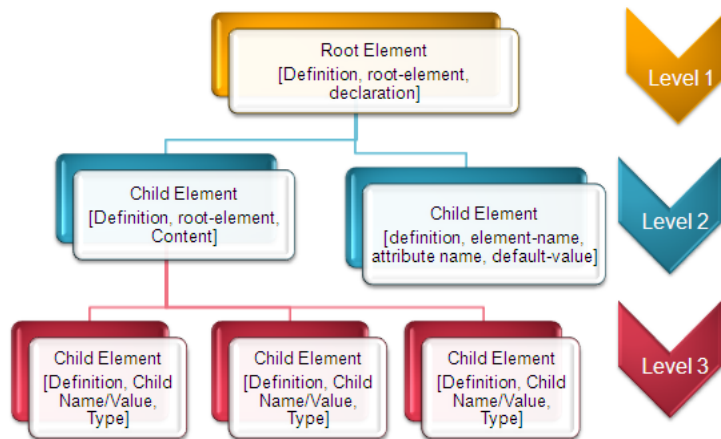 Root Element
[Definition, root-element,
declaration]
Level 1
Child Element
[Definition, root-element,
Content]
Child Element
[definition, element-name,
attribute name, default-value]
Level 2
Child Element
[Definition, Child
Name/Value,
Type]
Child Element
[Definition, Child
Name/Value,
Type]
Child Element
[Definition, Child
Name/Value,
Type]
Level 3